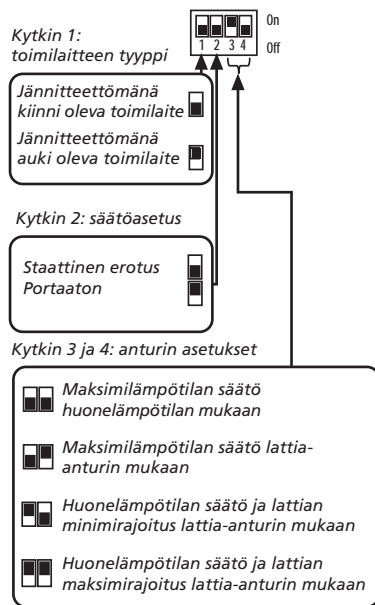 Kytkin 1:
toimilaitteen tyyppi
On
1 2 3 4
Off
Jännitteettömänä
kiinni oleva toimilaite
Jännitteettömänä
auki oleva toimilaite
Kytkin 2: säätöasetus
Staattinen erotus
Portaaton
Kytkin 3 ja 4: anturin asetukset
Maksimilämpötilan säätö
huonelämpötilan mukaan
Maksimilämpötilan säätö lattia-
anturin mukaan
Huonelämpötilan säätö ja lattian
minimirajoitus lattia-anturin mukaan
Huonelämpötilan säätö ja lattian
maksimirajoitus lattia-anturin mukaan